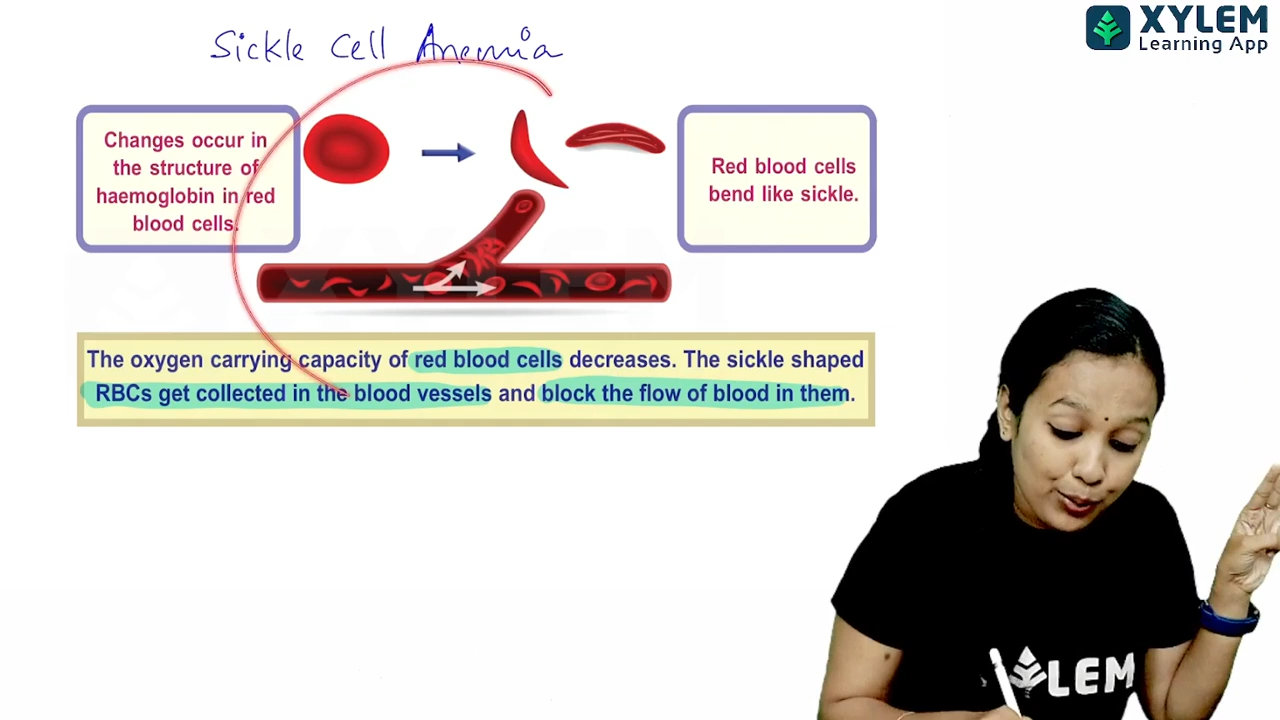 Sickle Cell Anemia
XYLEM
Learning App
Changes occur in
the structure of
haemoglobin in red
blood cells.
Red blood cells
bend like sickle.
XYLEM
The oxygen carrying capacity of red blood cells decreases. The sickle shaped
RBCs get collected in the blood vessels and block the flow of blood in them.
XYLEM